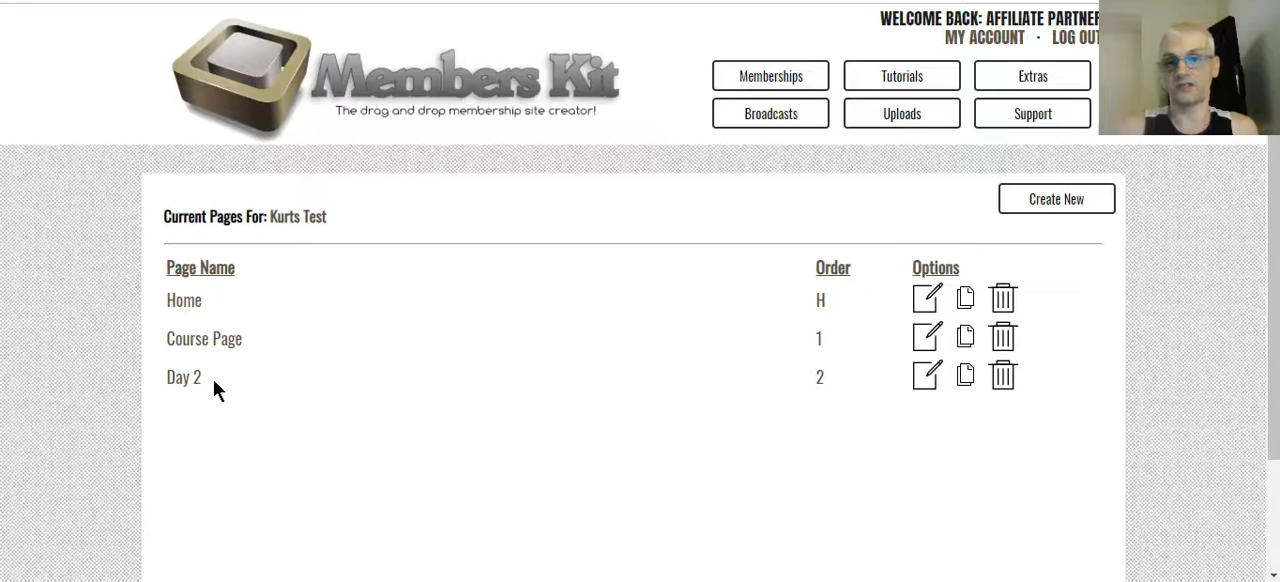 WELCOME BACK: AFFILIATE PARTNER
MY ACCOUNT · LOG OUT
Members Kit
The drag and drop membership site creator!
Memberships Tutorials Extras
Broadcasts Uploads Support
Create New
Current Pages For: Kurts Test
Page Name Order Options
Home H
Course Page 1
Day 2 2